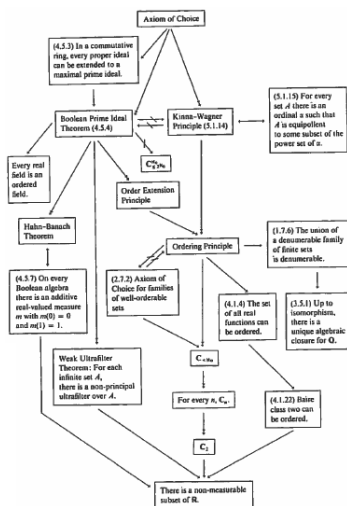 Axiom of Choice
(4.5.3) In a commutative
ring, every proper ideal
can be extended to a
maximal prime ideal.
Boolean Prime Ideal
Theorem (4.5.4)
Kinna-Wagner
Principle (5.1.14)
(5.1.15) For every
set A there is an
ordinal α such that
A is equipollent
to some subset of the
power set of α.
Every real
field is an
ordered field.
Order Extension
Principle
Hahn-Banach
Theorem
Ordering Principle
(1.7.6) The union of
a denumerable family
of finite sets
is denumerable.
(4.5.7) On every
Boolean algebra
there is an additive
real-valued measure
m with m(0) = 0
and m(1) = 1.
(2.7.2) Axiom of
Choice for families
of well-orderable
sets
(4.1.4) The set
of all real
functions can
be ordered.
(3.5.1) Up to
isomorphism,
there is a
unique algebraic
closure for Q.
Weak Ultrafilter
Theorem: For each
infinite set A,
there is a non-principal
ultrafilter over A.
For every n, Cₙ.
(4.1.22) Baire
class two can
be ordered.
C₂
There is a non-measurable
subset of R.